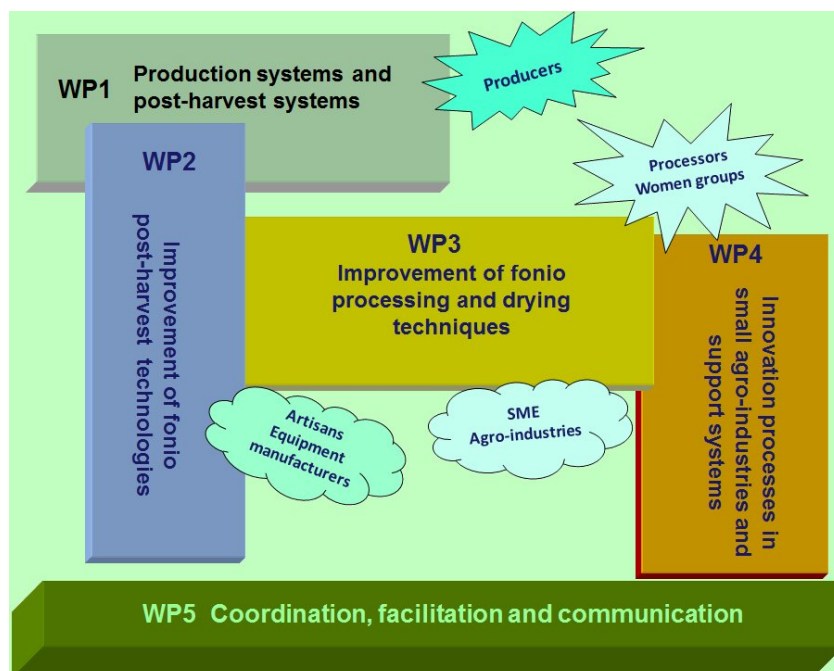 WP1 Production systems and
post-harvest systems
Producers
Processors
Women groups
WP2
Improvement of fonio
post-harvest technologies
WP3
Improvement of fonio
processing and drying
techniques
WP4
Innovation processes in
small agro-industries and
support systems
Artisans
Equipment
manufacturers
SME
Agro-industries
WP5 Coordination, facilitation and communication